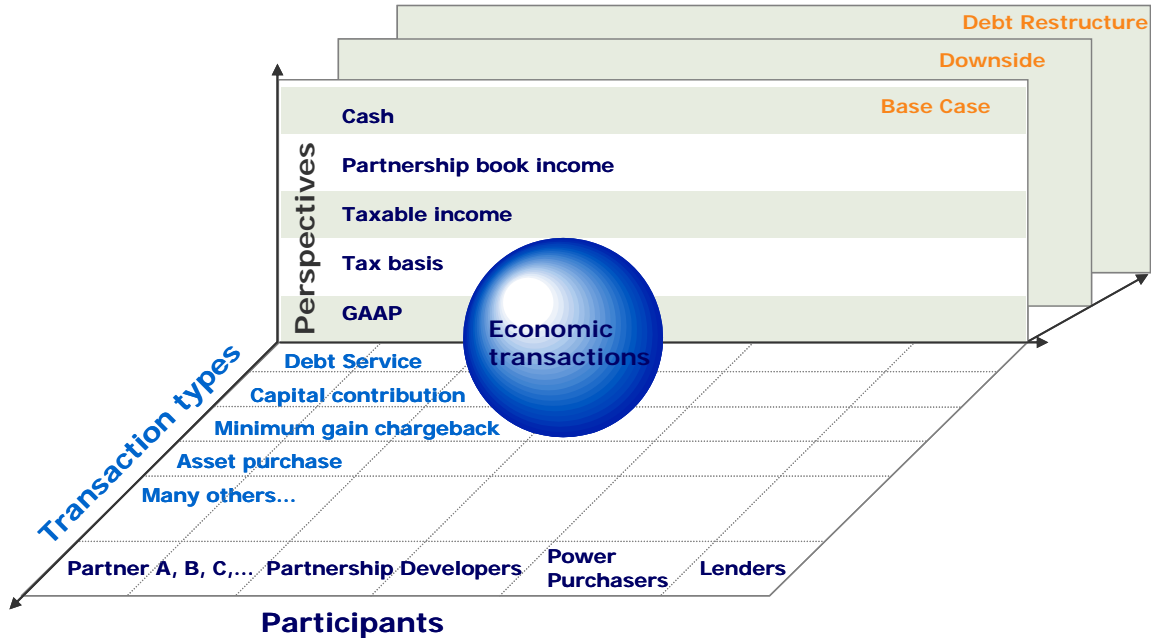 Debt Restructure
Downside
Base Case
Perspectives
Cash
Partnership book income
Taxable income
Tax basis
GAAP
Economic
transactions
Transaction types
Debt Service
Capital contribution
Minimum gain chargeback
Asset purchase
Many others...
Partner A, B, C,...
Partnership
Developers
Power
Purchasers
Lenders
Participants